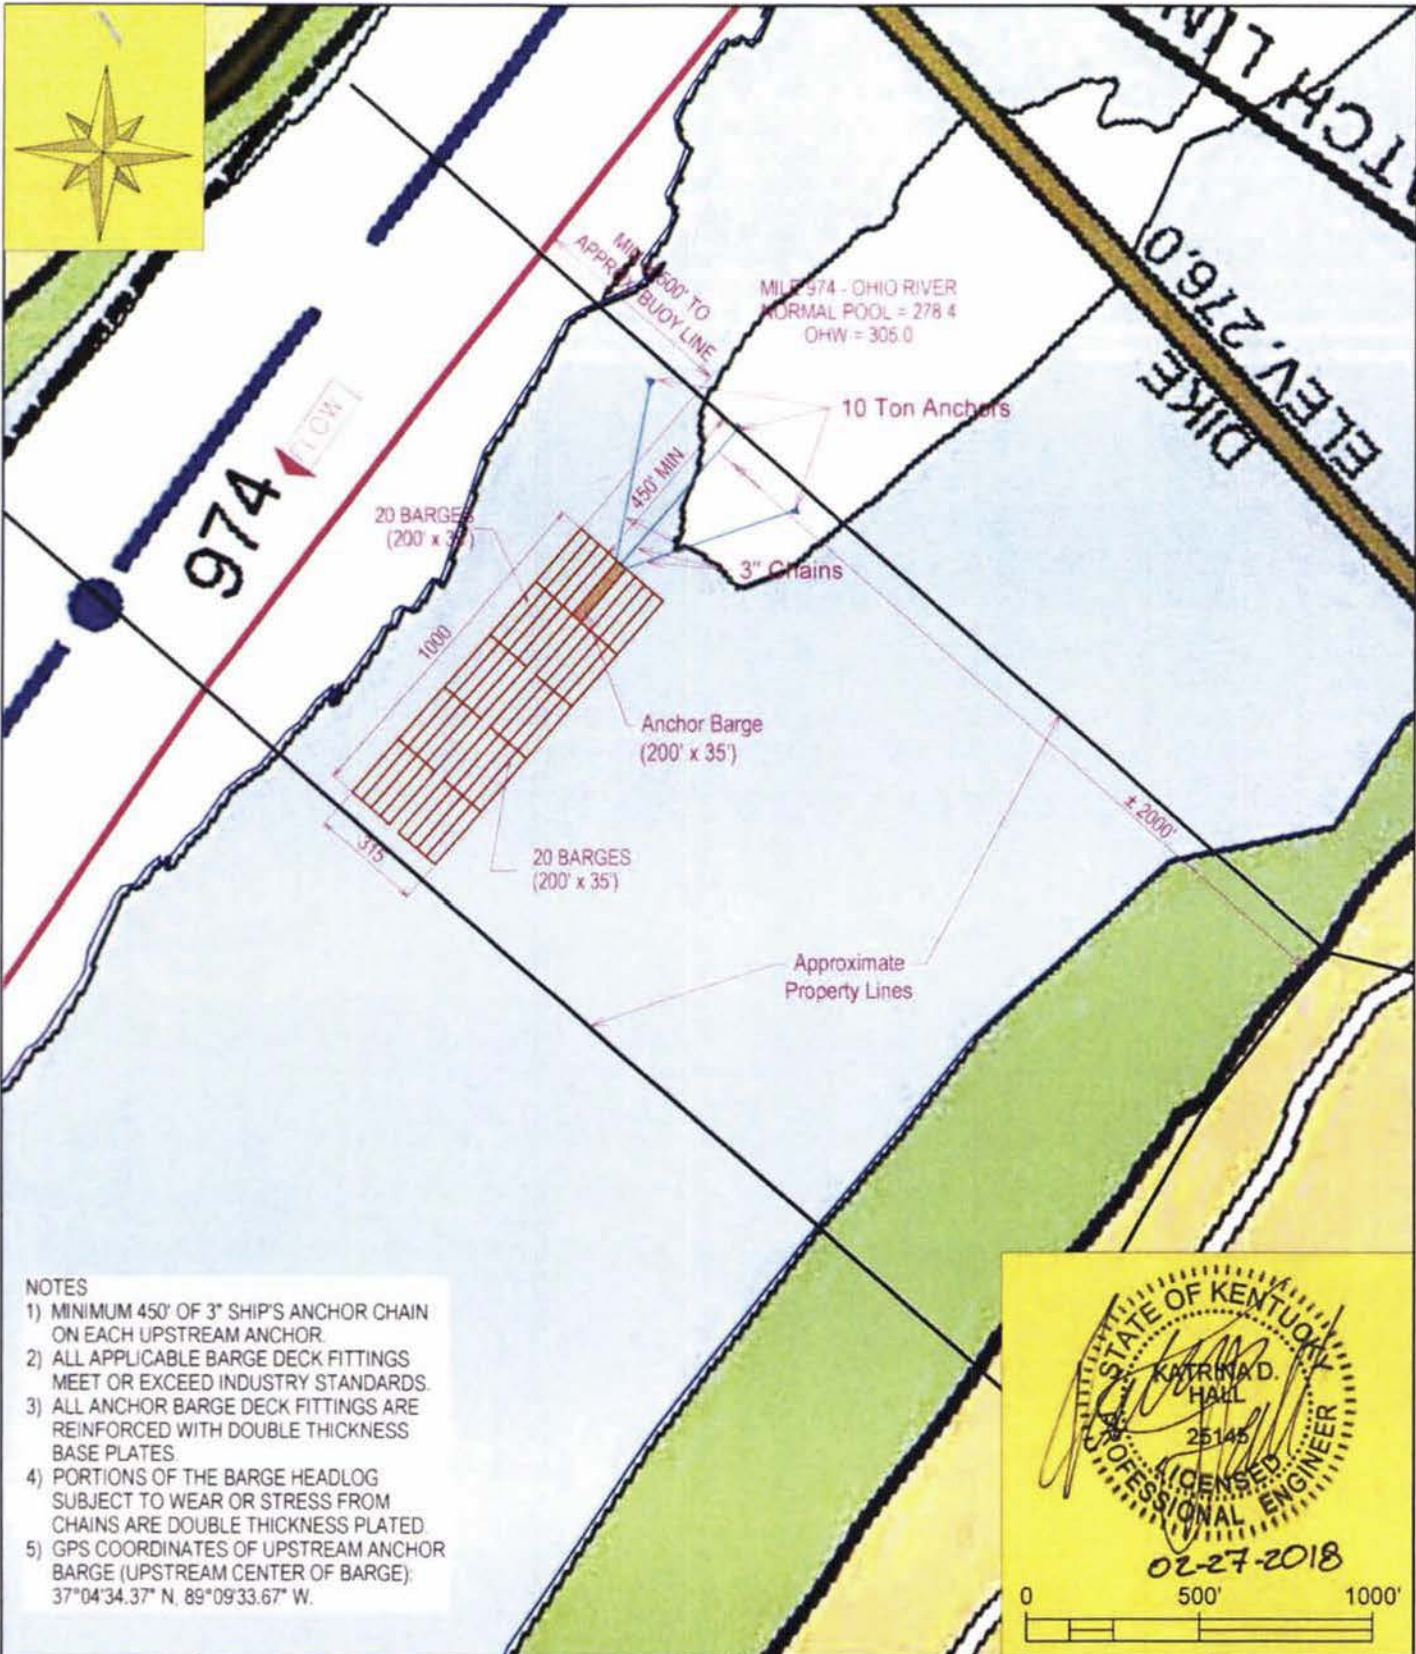 MATCH LIN
MIN 500' TO
APPROX BUOY LINE
MILE 974 - OHIO RIVER
NORMAL POOL = 278.4
OHW = 305.0
DIKE
ELEV. 276.0
10 Ton Anchors
FLOW
974
450' MIN
20 BARGES
(200' x 35')
3" Chains
1000
Anchor Barge
(200' x 35')
± 2000'
315
20 BARGES
(200' x 35')
Approximate
Property Lines
NOTES
1) MINIMUM 450' OF 3" SHIP'S ANCHOR CHAIN
ON EACH UPSTREAM ANCHOR.
2) ALL APPLICABLE BARGE DECK FITTINGS
MEET OR EXCEED INDUSTRY STANDARDS.
3) ALL ANCHOR BARGE DECK FITTINGS ARE
REINFORCED WITH DOUBLE THICKNESS
BASE PLATES.
4) PORTIONS OF THE BARGE HEADLOG
SUBJECT TO WEAR OR STRESS FROM
CHAINS ARE DOUBLE THICKNESS PLATED.
5) GPS COORDINATES OF UPSTREAM ANCHOR
BARGE (UPSTREAM CENTER OF BARGE):
37°04'34.37" N, 89°09'33.67" W.
STATE OF KENTUCKY
KATRINA D.
HALL
25145
LICENSED
PROFESSIONAL ENGINEER
02-27-2018
0 500' 1000'